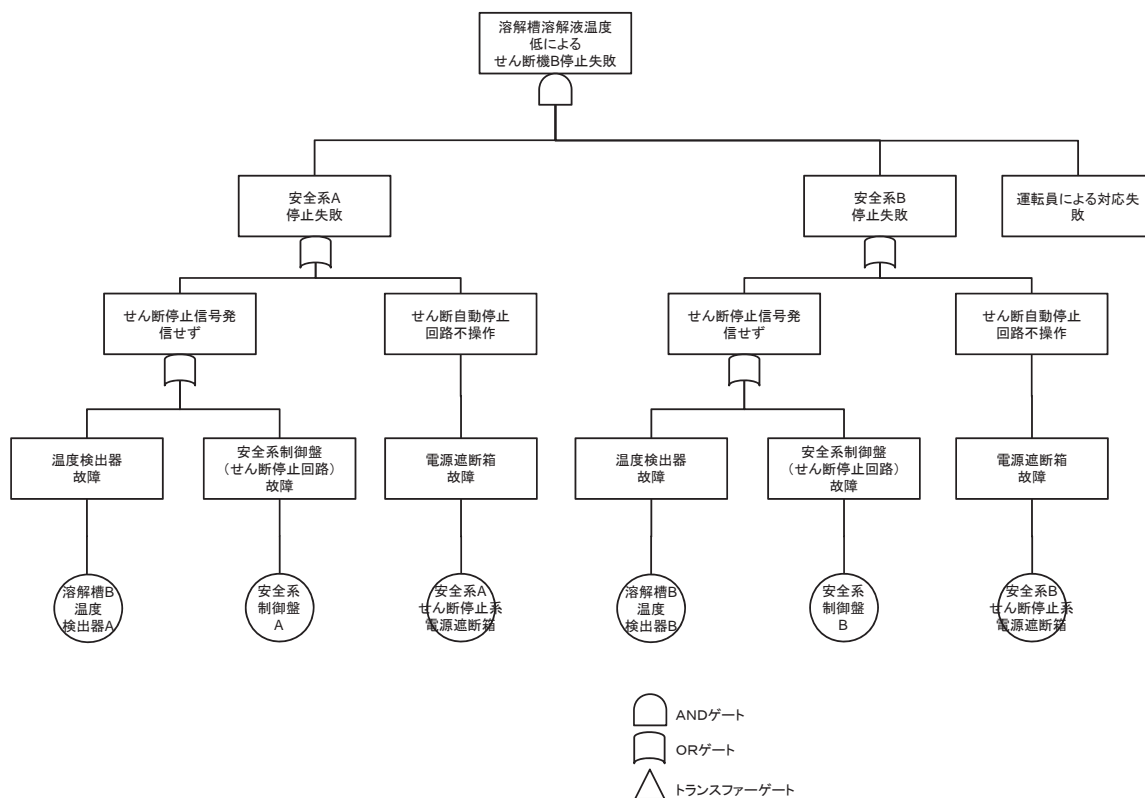 溶解槽溶解液温度
低による
せん断機B停止失敗
安全系A
停止失敗
安全系B
停止失敗
運転員による対応失
敗
せん断停止信号発
信せず
せん断自動停止
回路不操作
せん断停止信号発
信せず
せん断自動停止
回路不操作
温度検出器
故障
安全系制御盤
（せん断停止回路）
故障
電源遮断箱
故障
温度検出器
故障
安全系制御盤
（せん断停止回路）
故障
電源遮断箱
故障
溶解槽B
温度
検出器A
安全系
制御盤
A
安全系A
せん断停止系
電源遮断箱
溶解槽B
温度
検出器B
安全系
制御盤
B
安全系B
せん断停止系
電源遮断箱
ANDゲート
ORゲート
トランスファーゲート